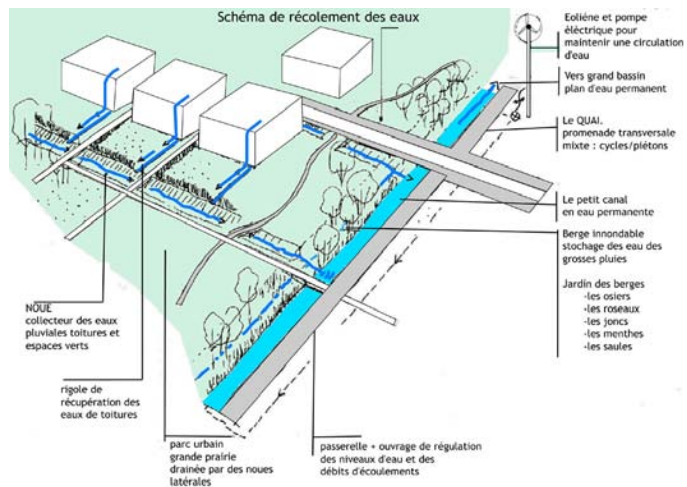 Schéma de récolement des eaux
Eoliéne et pompe
électrique pour
maintenir une circulation
d'eau
Vers grand bassin
plan d'eau permanent
Le QUAI.
promenade transversale
mixte : cycles/piétons
Le petit canal
en eau permanente
Berge innondable
stockage des eau des
grosses pluies
Jardin des berges
-les osiers
-les roseaux
-les joncs
-les menthes
-les saules
NOUE
collecteur des eaux
pluviales toitures et
espaces verts
rigole de
récupération des
eaux de toitures
parc urbain
grande prairie
drainée par des noues
latérales
passerelle + ouvrage de régulation
des niveaux d'eau et des
débits d'écoulements